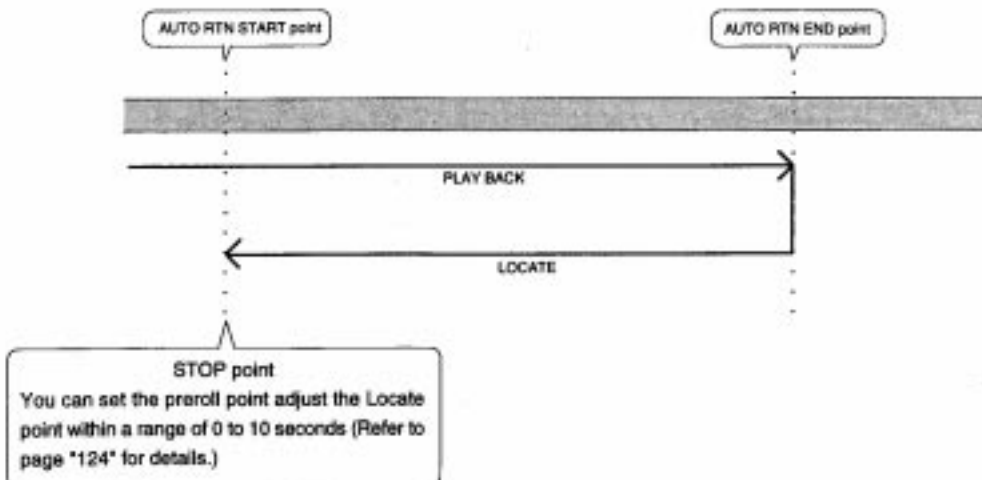 AUTO RTN START point
AUTO RTN END point
PLAY BACK
LOCATE
STOP point
You can set the preroll point adjust the Locate
point within a range of 0 to 10 seconds (Refer to
page "124" for details.)